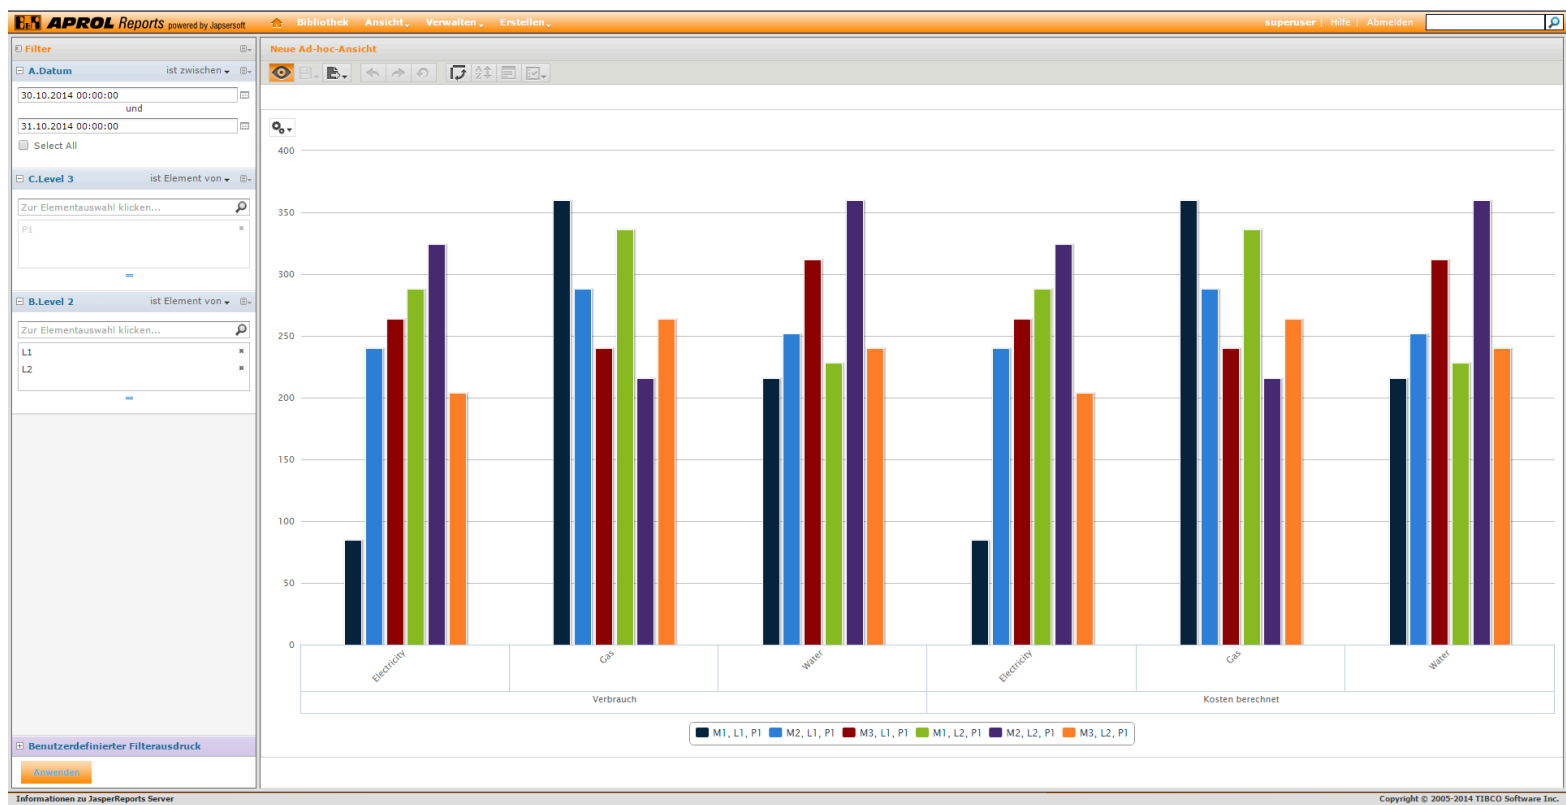 B&R APROL Reports powered by Japsersoft
Bibliothek Ansicht Verwalten Erstellen
superuser | Hilfe | Abmelden
Filter
A.Datum ist zwischen
30.10.2014 00:00:00
und
31.10.2014 00:00:00
Select All
C.Level 3 ist Element von
Zur Elementauswahl klicken...
P1
B.Level 2 ist Element von
Zur Elementauswahl klicken...
L1
L2
Benutzerdefinierter Filterausdruck
Anwenden
Neue Ad-hoc-Ansicht
400
350
300
250
200
150
100
50
0
Electricity Gas Water Electricity Gas Water
Verbrauch Kosten berechnet
M1, L1, P1 M2, L1, P1 M3, L1, P1 M1, L2, P1 M2, L2, P1 M3, L2, P1
Informationen zu JasperReports Server
Copyright © 2005-2014 TIBCO Software Inc.